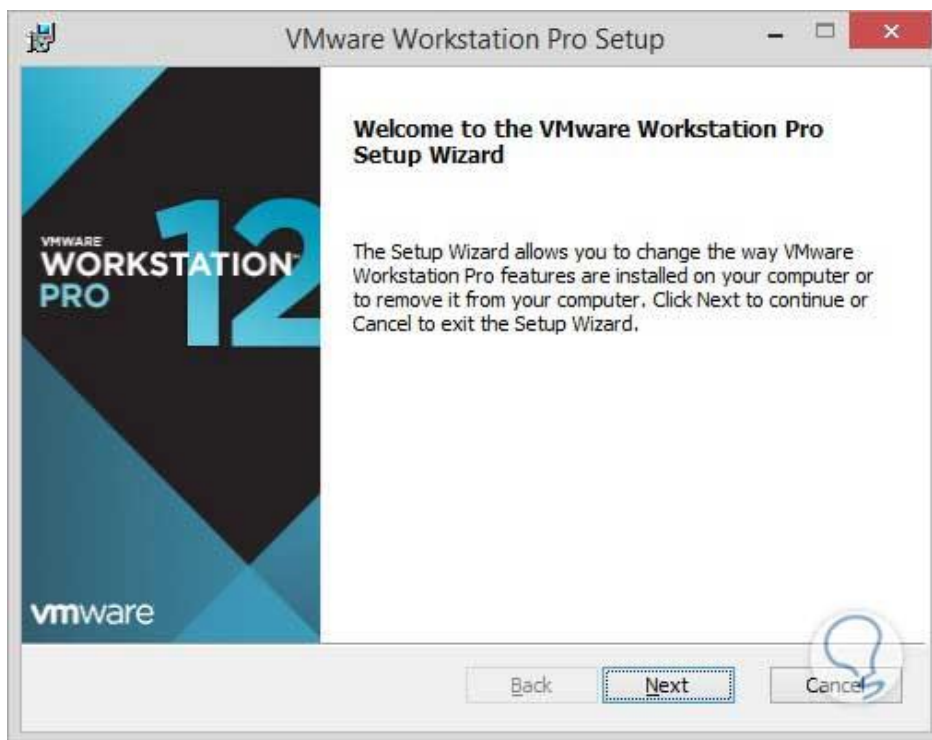 VMware Workstation Pro Setup
Welcome to the VMware Workstation Pro
Setup Wizard
The Setup Wizard allows you to change the way VMware
Workstation Pro features are installed on your computer or
to remove it from your computer. Click Next to continue or
Cancel to exit the Setup Wizard.
VMWARE
WORKSTATION™
PRO
12
vmware
Back
Next
Cancel